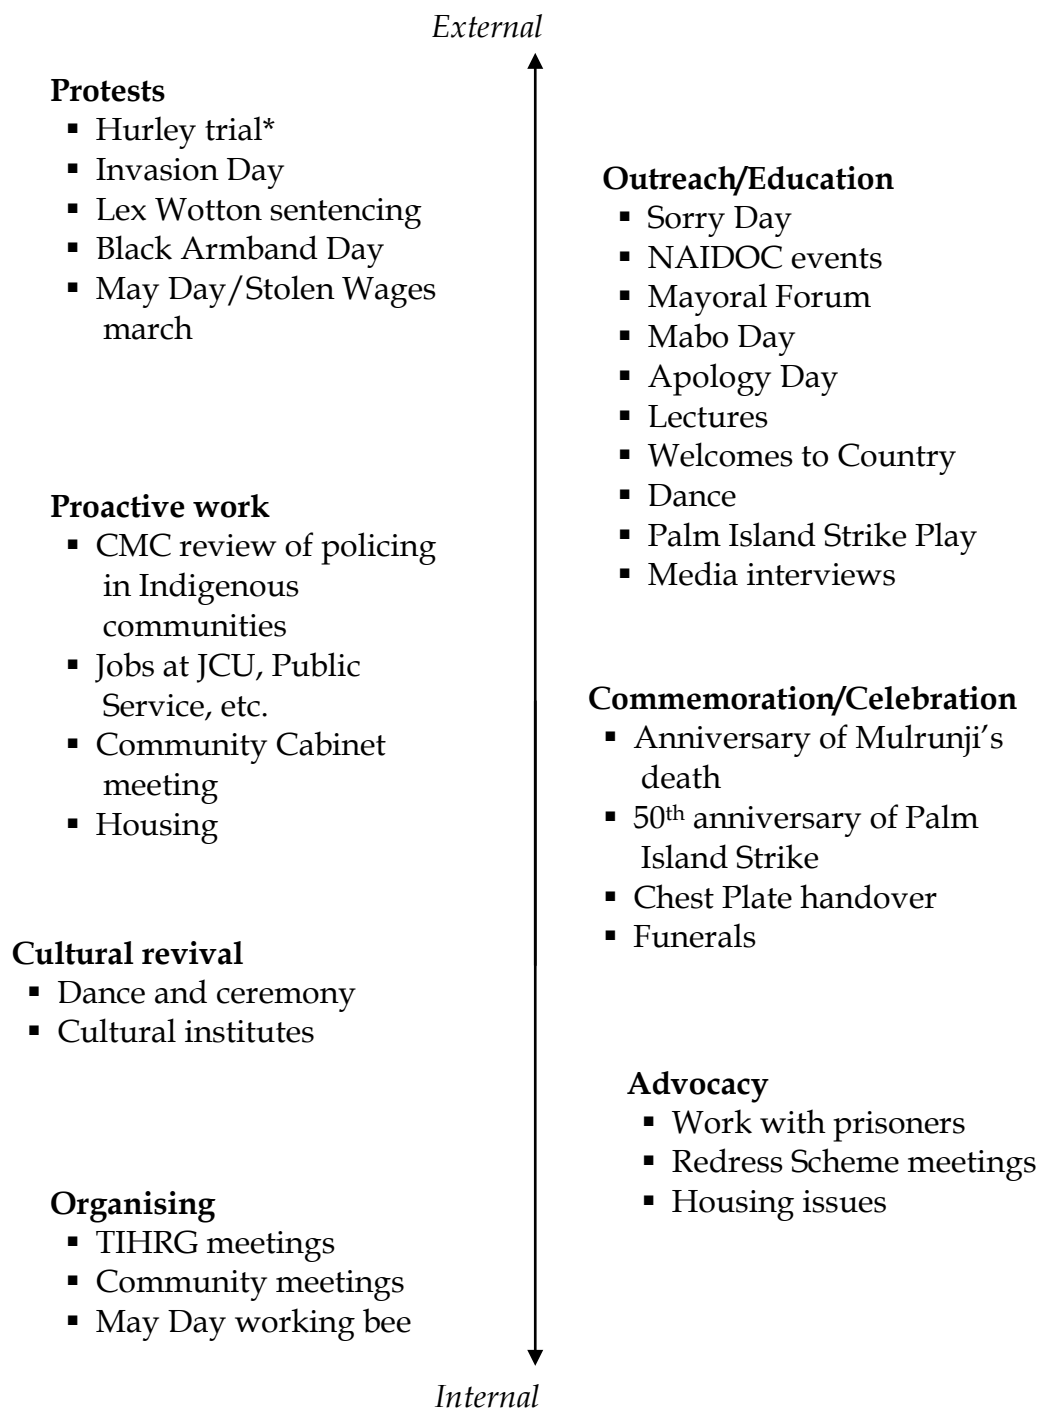 External
Protests
▪ Hurley trial*
▪ Invasion Day
▪ Lex Wotton sentencing
▪ Black Armband Day
▪ May Day/Stolen Wages
march
Proactive work
▪ CMC review of policing
in Indigenous
communities
▪ Jobs at JCU, Public
Service, etc.
▪ Community Cabinet
meeting
▪ Housing
Cultural revival
▪ Dance and ceremony
▪ Cultural institutes
Organising
▪ TIHRG meetings
▪ Community meetings
▪ May Day working bee
Outreach/Education
▪ Sorry Day
▪ NAIDOC events
▪ Mayoral Forum
▪ Mabo Day
▪ Apology Day
▪ Lectures
▪ Welcomes to Country
▪ Dance
▪ Palm Island Strike Play
▪ Media interviews
Commemoration/Celebration
▪ Anniversary of Mulrunji’s
death
▪ 50th anniversary of Palm
Island Strike
▪ Chest Plate handover
▪ Funerals
Advocacy
▪ Work with prisoners
▪ Redress Scheme meetings
▪ Housing issues
Internal